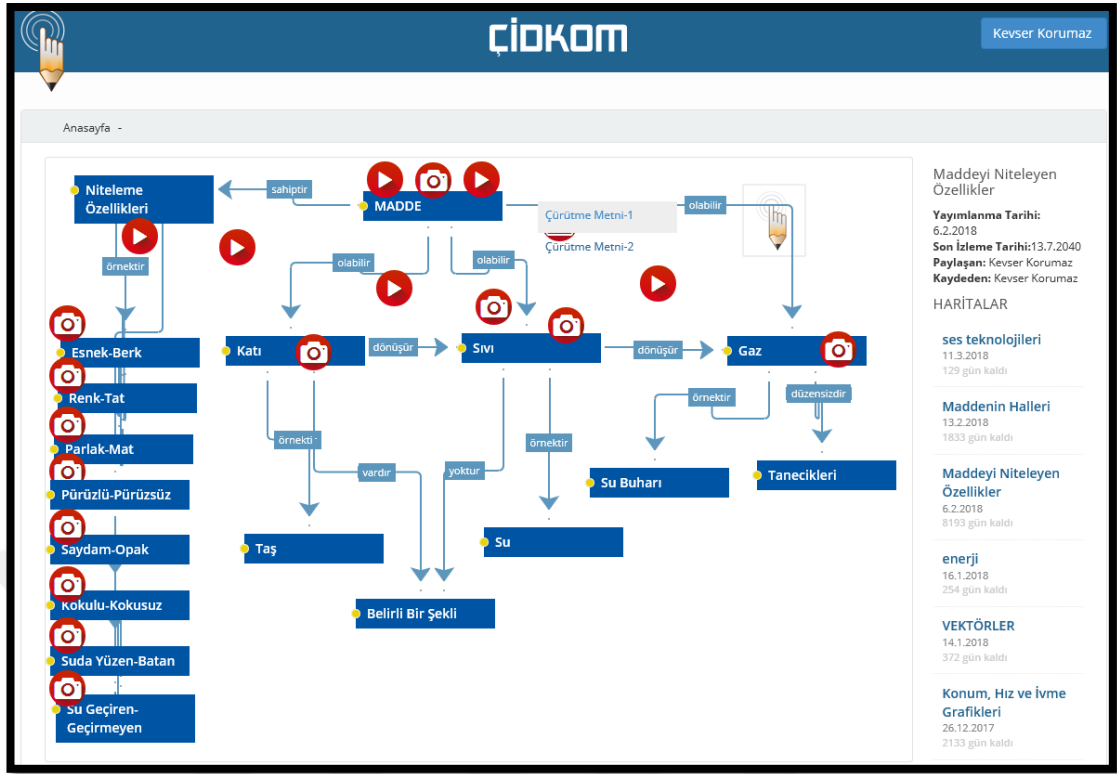 ÇİDKOM
Kevser Korumaz
Anasayfa -
Niteleme
Özellikleri
sahiptir
MADDE
Çürütme Metni-1
Çürütme Metni-2
olabilir
örnektir
olabilir
olabilir
Esnek-Berk
Renk-Tat
Parlak-Mat
Pürüzlü-Pürüzsüz
Saydam-Opak
Kokulu-Kokusuz
Suda Yüzen-Batan
Su Geçiren-
Geçirmeyen
Katı
dönüşür
Sıvı
dönüşür
Gaz
örnektir
düzensizdir
örnekti
vardır
yoktur
örnektir
Su Buharı
Tanecikleri
Taş
Su
Belirli Bir Şekli
Maddeyi Niteleyen
Özellikler
Yayımlanma Tarihi:
6.2.2018
Son İzleme Tarihi:13.7.2040
Paylaşan: Kevser Korumaz
Kaydeden: Kevser Korumaz
HARİTALAR
ses teknolojileri
11.3.2018
129 gün kaldı
Maddenin Halleri
13.2.2018
1833 gün kaldı
Maddeyi Niteleyen
Özellikler
6.2.2018
8193 gün kaldı
enerji
16.1.2018
254 gün kaldı
VEKTÖRLER
14.1.2018
372 gün kaldı
Konum, Hız ve İvme
Grafikleri
26.12.2017
2133 gün kaldı